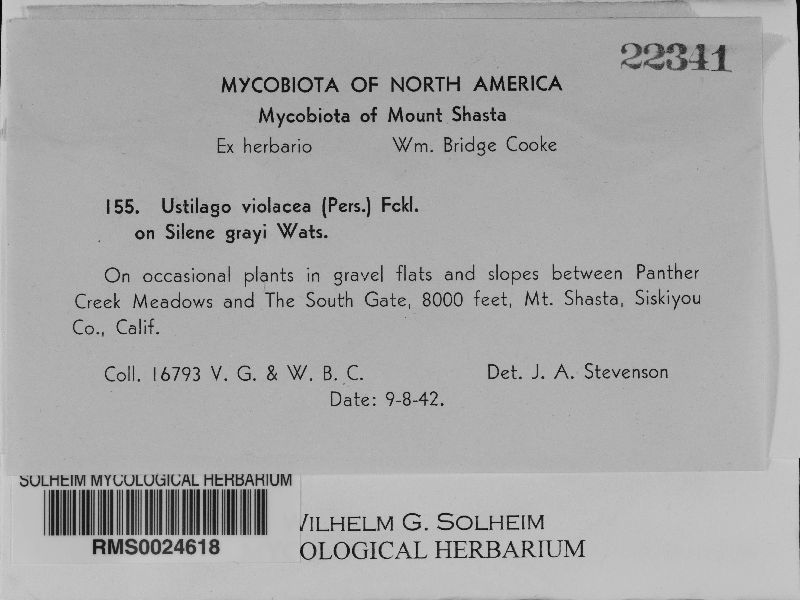 22341
MYCOBIOTA OF NORTH AMERICA
Mycobiota of Mount Shasta
Ex herbario Wm. Bridge Cooke
155. Ustilago violacea (Pers.) Fckl.
on Silene grayi Wats.
On occasional plants in gravel flats and slopes between Panther
Creek Meadows and The South Gate, 8000 feet, Mt. Shasta, Siskiyou
Co., Calif.
Coll. 16793 V. G. & W. B. C. Det. J. A. Stevenson
Date: 9-8-42.
SOLHEIM MYCOLOGICAL HERBARIUM
RMS0024618
ILHELM G. SOLHEIM
OLOGICAL HERBARIUM